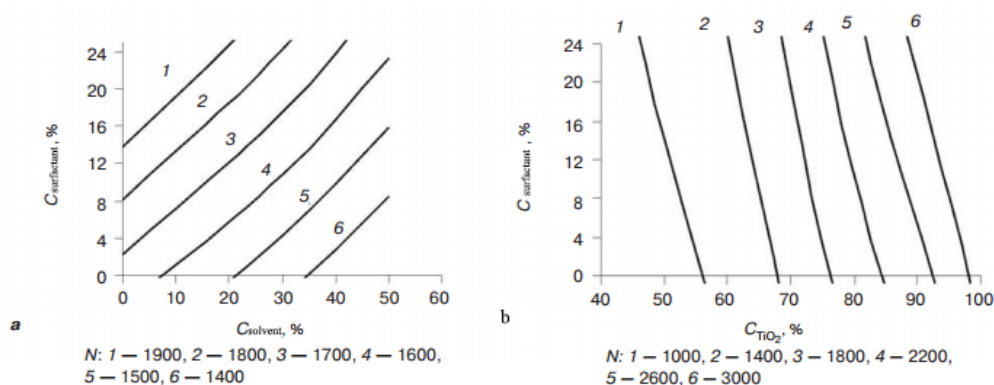 24
20
16
12
8
4
0
C surfactant, %
1
2
3
4
5
6
0 10 20 30 40 50 60
a
Csolvent, %
N: 1 — 1900, 2 — 1800, 3 — 1700, 4 — 1600,
5 — 1500, 6 — 1400
1 2 3 4 5 6
24
20
16
12
8
4
0
C surfactant, %
40 50 60 70 80 90 100
b
CTiO2, %
N: 1 — 1000, 2 — 1400, 3 — 1800, 4 — 2200,
5 — 2600, 6 — 3000